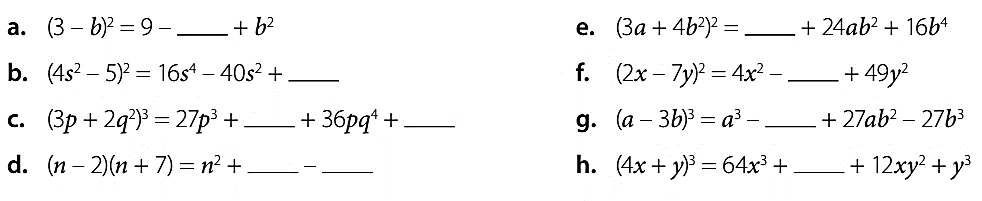 a. (3 – b)² = 9 – ____ + b²
b. (4s² – 5)² = 16s⁴ – 40s² + ____
c. (3p + 2q²)³ = 27p³ + ____ + 36pq⁴ + ____
d. (n – 2)(n + 7) = n² + ____ – ____
e. (3a + 4b²)² = ____ + 24ab² + 16b⁴
f. (2x – 7y)² = 4x² – ____ + 49y²
g. (a – 3b)³ = a³ – ____ + 27ab² – 27b³
h. (4x + y)³ = 64x³ + ____ + 12xy² + y³